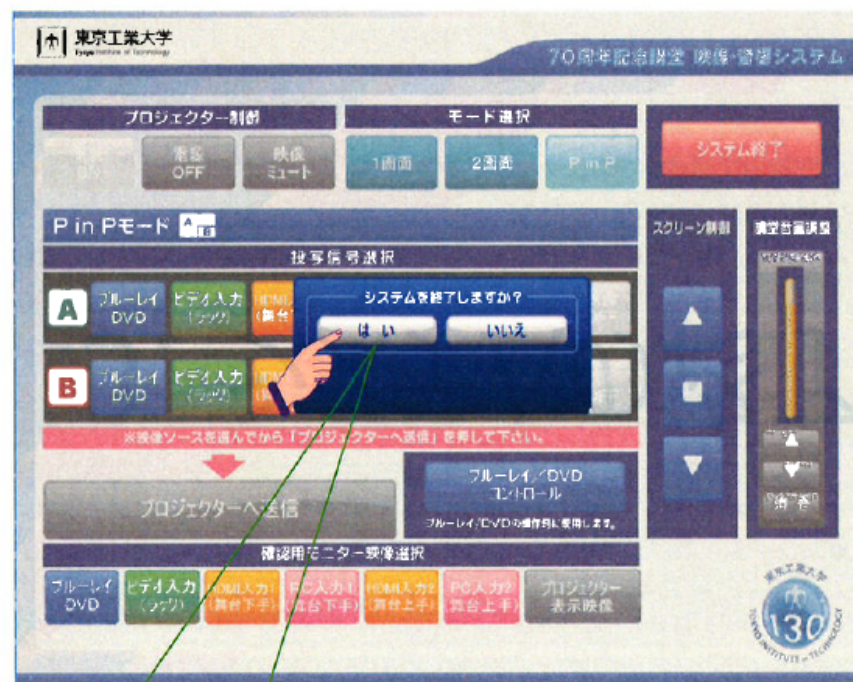 東京工業大学
Tokyo Institute of Technology
70周年記念講堂 映像・音響システム
プロジェクター制御
モード選択
電源
OFF
映像
ミュート
1画面
2画面
P in P
システム終了
P in Pモード
A
B
スクリーン制御
講堂音量調整
投写信号選択
A
ブルーレイ
DVD
ビデオ入力
(ラック)
システムを終了しますか?
はい
いいえ
B
ブルーレイ
DVD
ビデオ入力
(ラック)
※映像ソースを選んでから「プロジェクターへ送信」を押して下さい。
プロジェクターへ送信
ブルーレイ/DVD
コントロール
ブルーレイ/DVDの操作時に使用します。
消音
確認用モニター映像選択
ブルーレイ
DVD
ビデオ入力
(ラック)
HDMI入力1
(舞台下手)
PC入力1
(舞台下手)
HDMI入力2
(舞台上手)
PC入力2
(舞台上手)
プロジェクター
表示映像
東京工業大学
130
TOKYO INSTITUTE of TECHNOLOGY